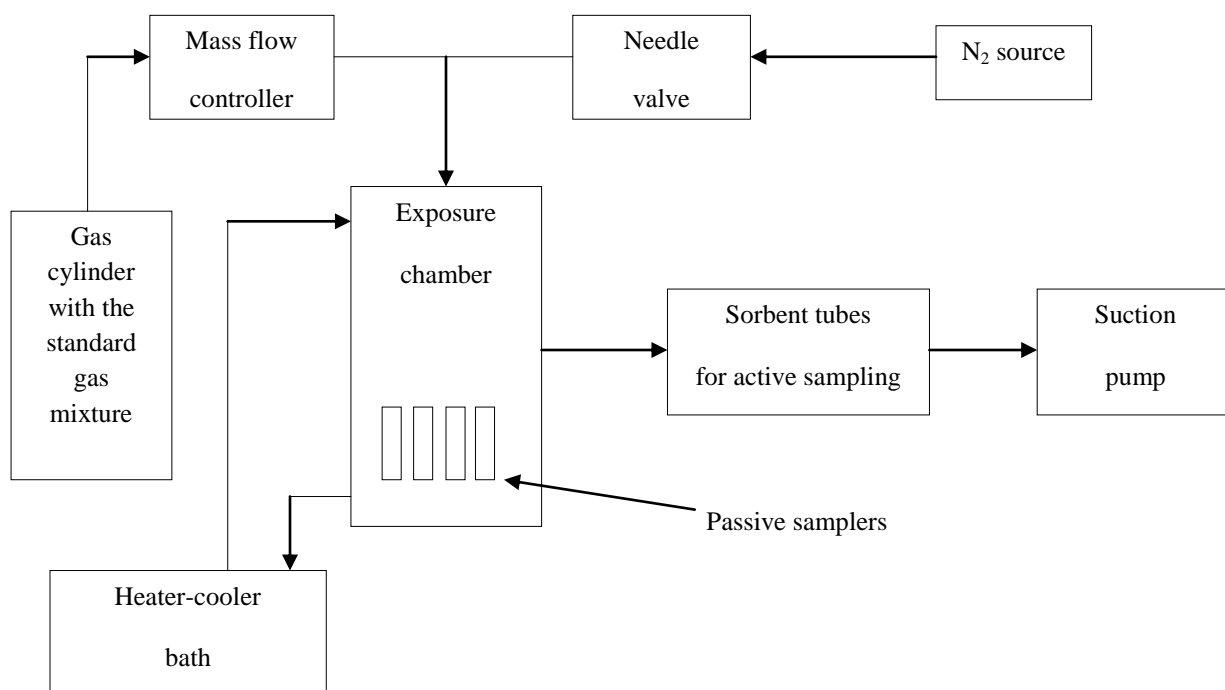 Mass flow
controller
Needle
valve
N₂ source
Gas
cylinder
with the
standard
gas
mixture
Exposure
chamber
Sorbent tubes
for active sampling
Suction
pump
Passive samplers
Heater-cooler
bath